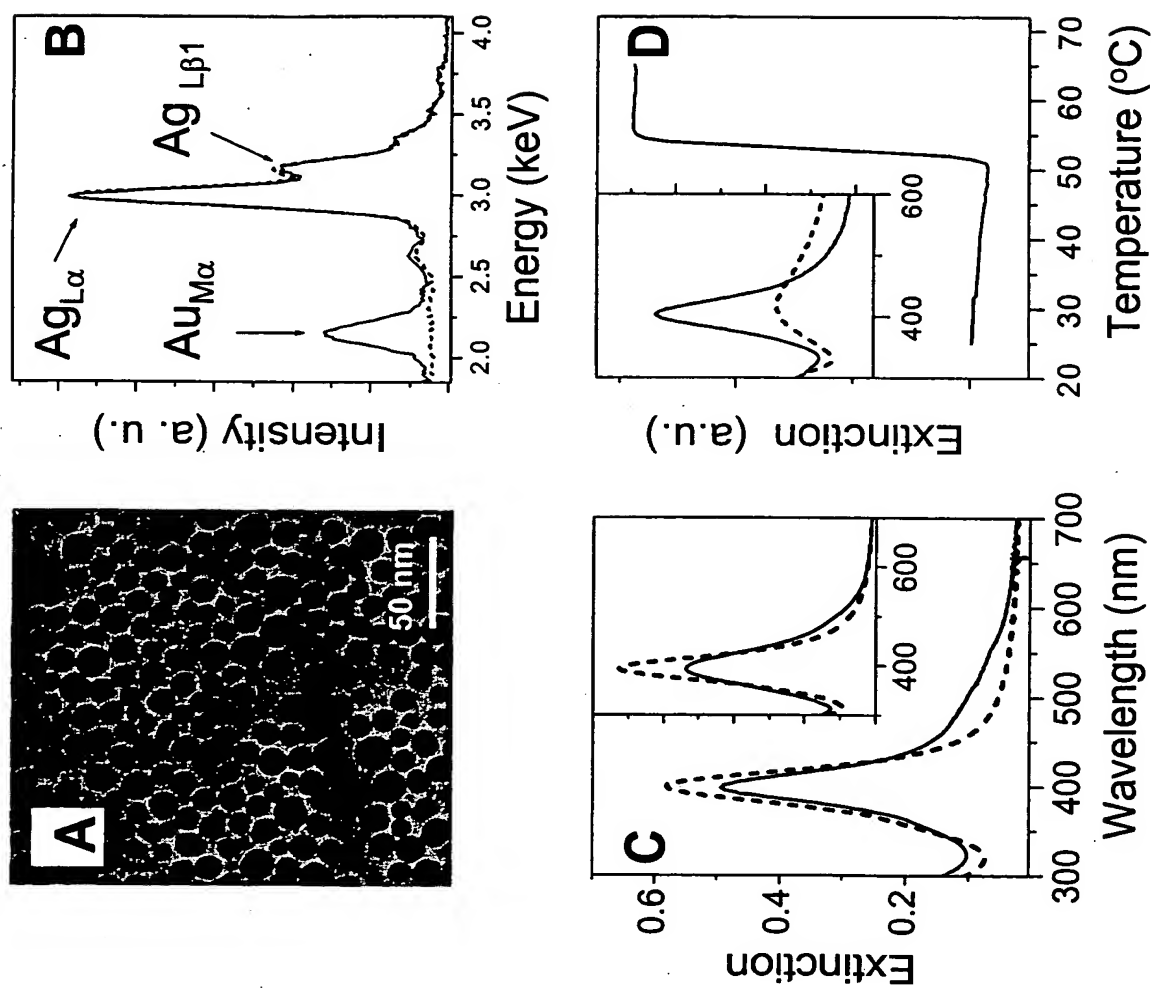 A
50 nm
B
Ag Lα
Au Mα
Ag Lβ1
Intensity (a. u.)
2.0 2.5 3.0 3.5 4.0
Energy (keV)
C
Extinction
0.6
0.4
0.2
400 600
300 400 500 600 700
Wavelength (nm)
D
Extinction (a.u.)
400 600
20 30 40 50 60 70
Temperature (ºC)